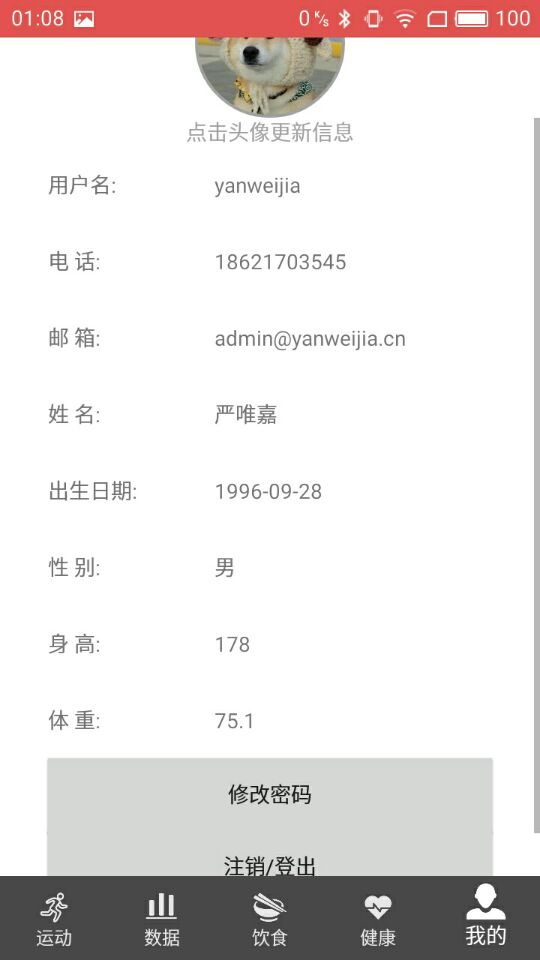 01:08 0 K/s 100
点击头像更新信息
用户名: yanweijia
电 话: 18621703545
邮 箱: admin@yanweijia.cn
姓 名: 严唯嘉
出生日期: 1996-09-28
性 别: 男
身 高: 178
体 重: 75.1
修改密码
注销/登出
运动 数据 饮食 健康 我的